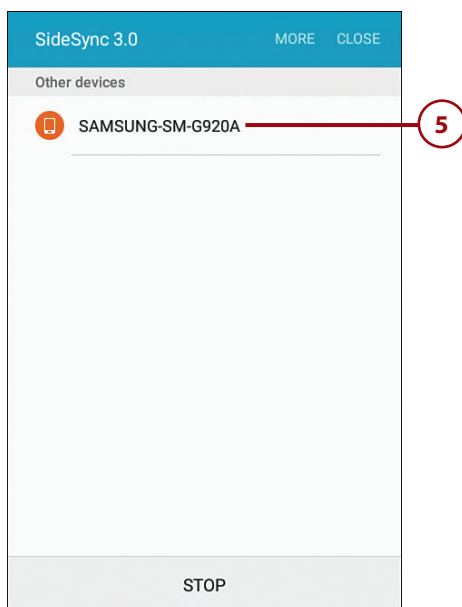 SideSync 3.0 MORE CLOSE
Other devices
SAMSUNG-SM-G920A 5
STOP